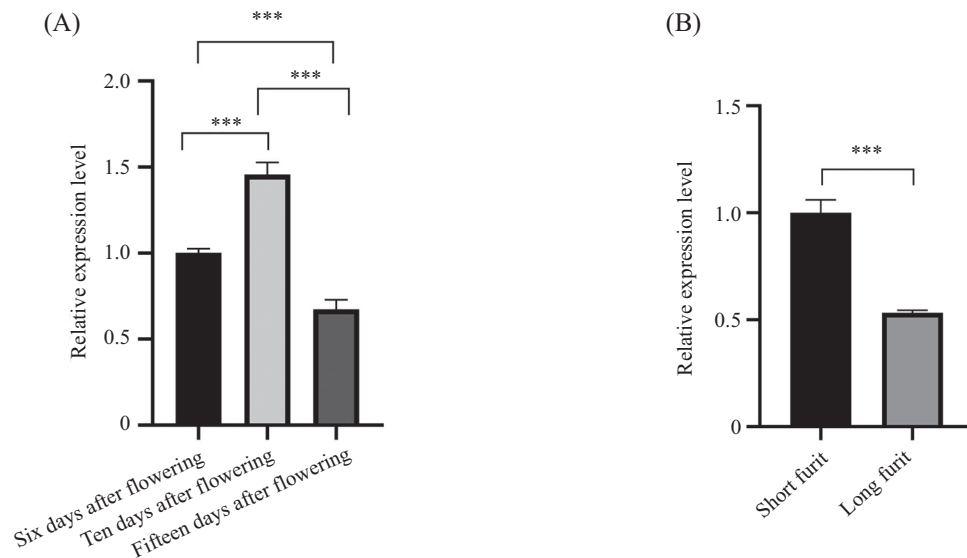 (A)
***
***
***
2.0
1.5
1.0
0.5
0
Relative expression level
Six days after flowering
Ten days after flowering
Fifteen days after flowering
(B)
***
1.5
1.0
0.5
0
Relative expression level
Short furit
Long furit